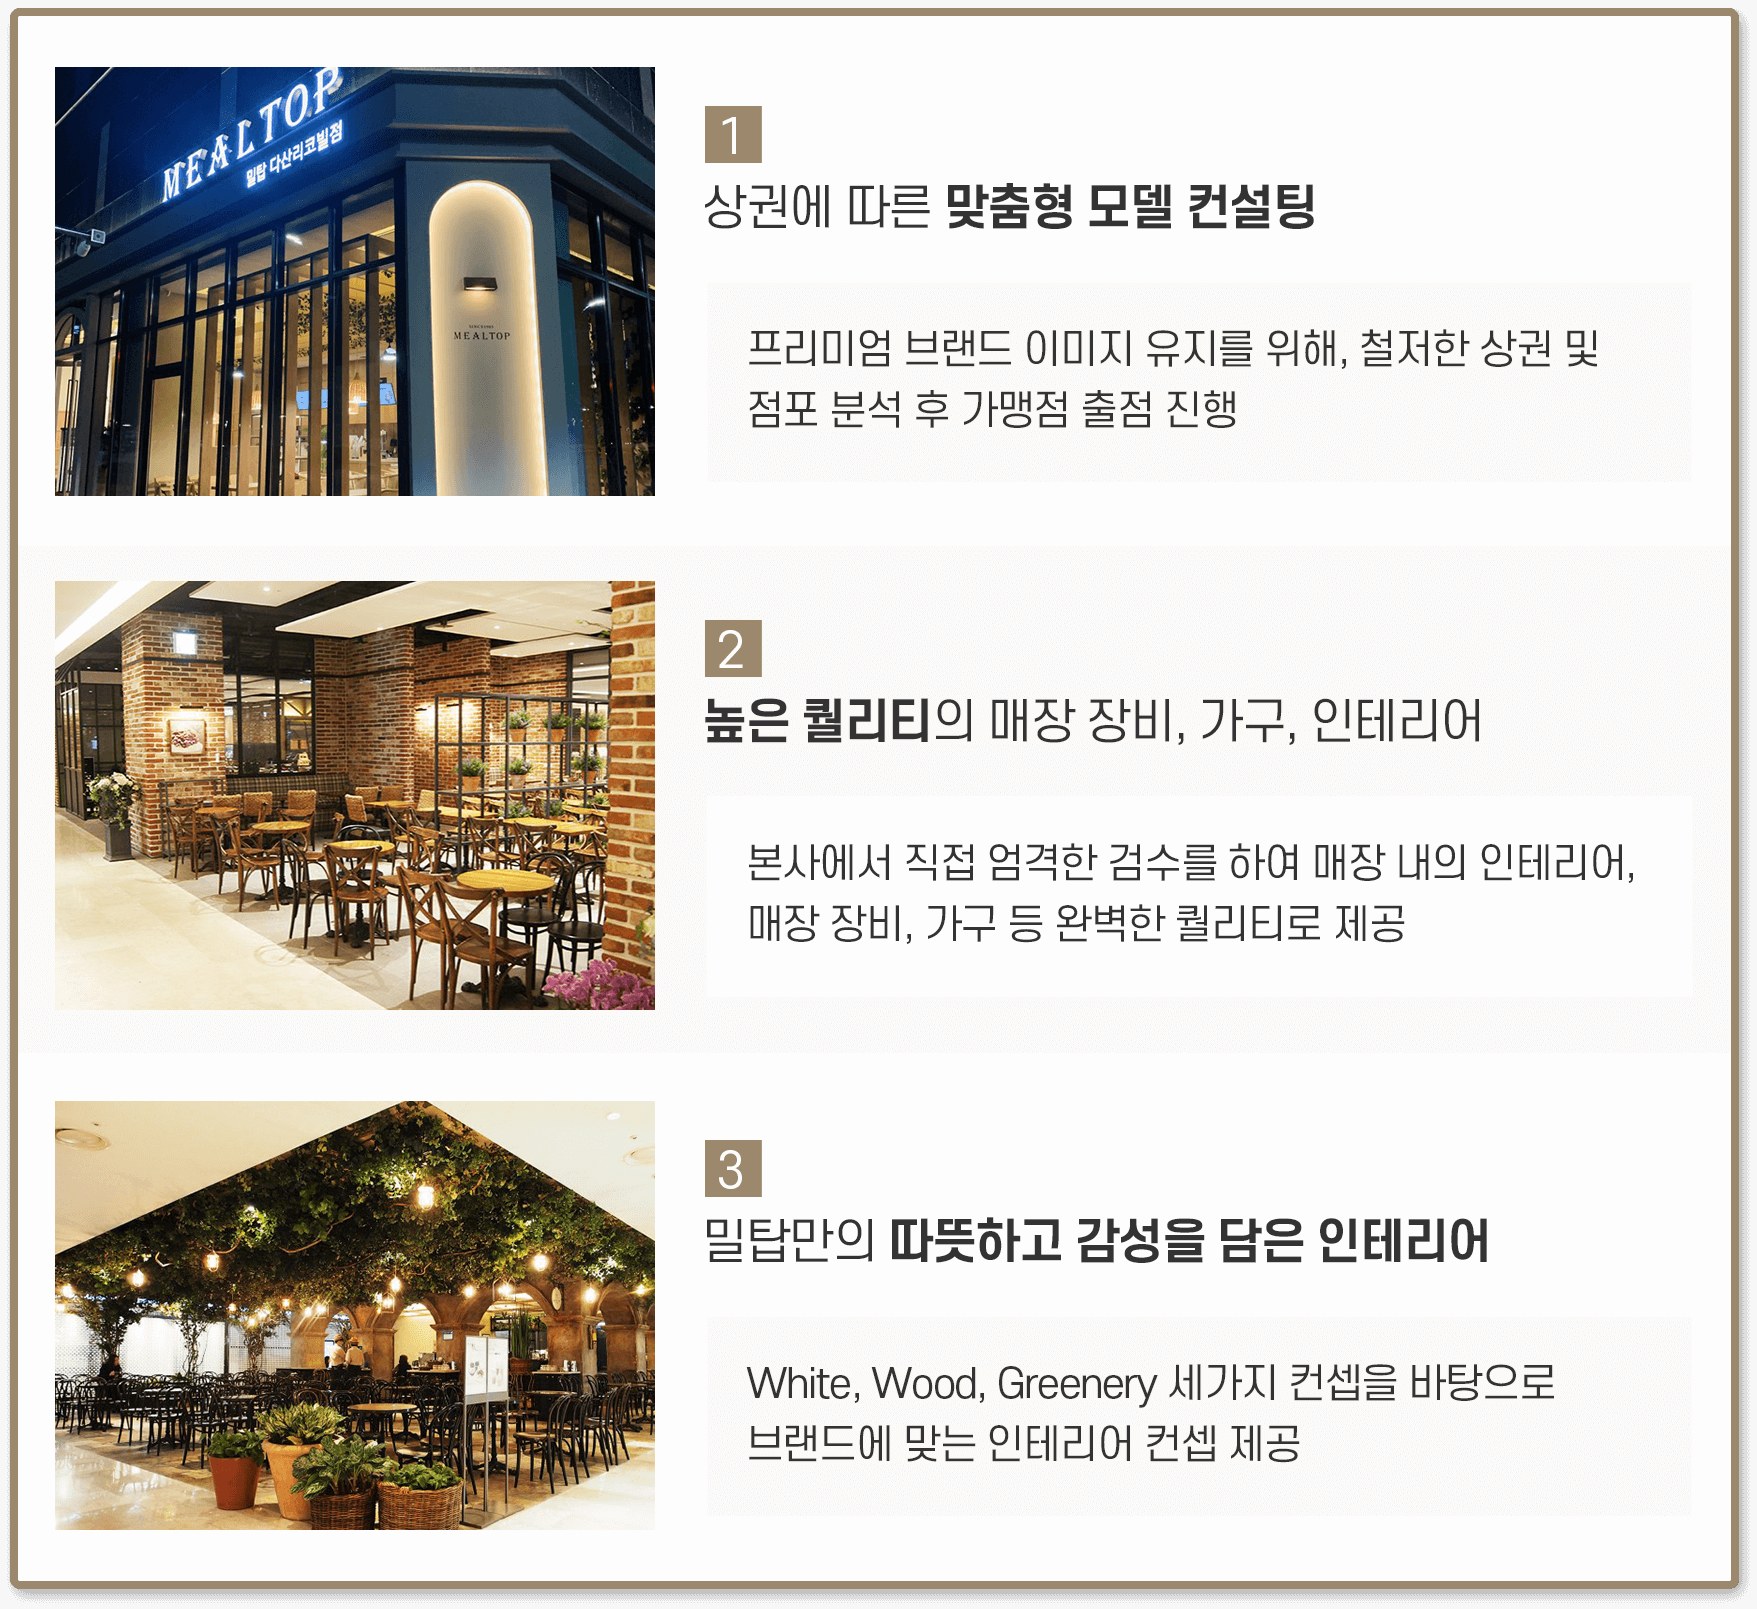 MEALTOP
밀탑 다산리코빌점
MEALTOP
1
상권에 따른 맞춤형 모델 컨설팅
프리미엄 브랜드 이미지 유지를 위해, 철저한 상권 및
점포 분석 후 가맹점 출점 진행
2
높은 퀄리티의 매장 장비, 가구, 인테리어
본사에서 직접 엄격한 검수를 하여 매장 내의 인테리어,
매장 장비, 가구 등 완벽한 퀄리티로 제공
3
밀탑만의 따뜻하고 감성을 담은 인테리어
White, Wood, Greenery 세가지 컨셉을 바탕으로
브랜드에 맞는 인테리어 컨셉 제공